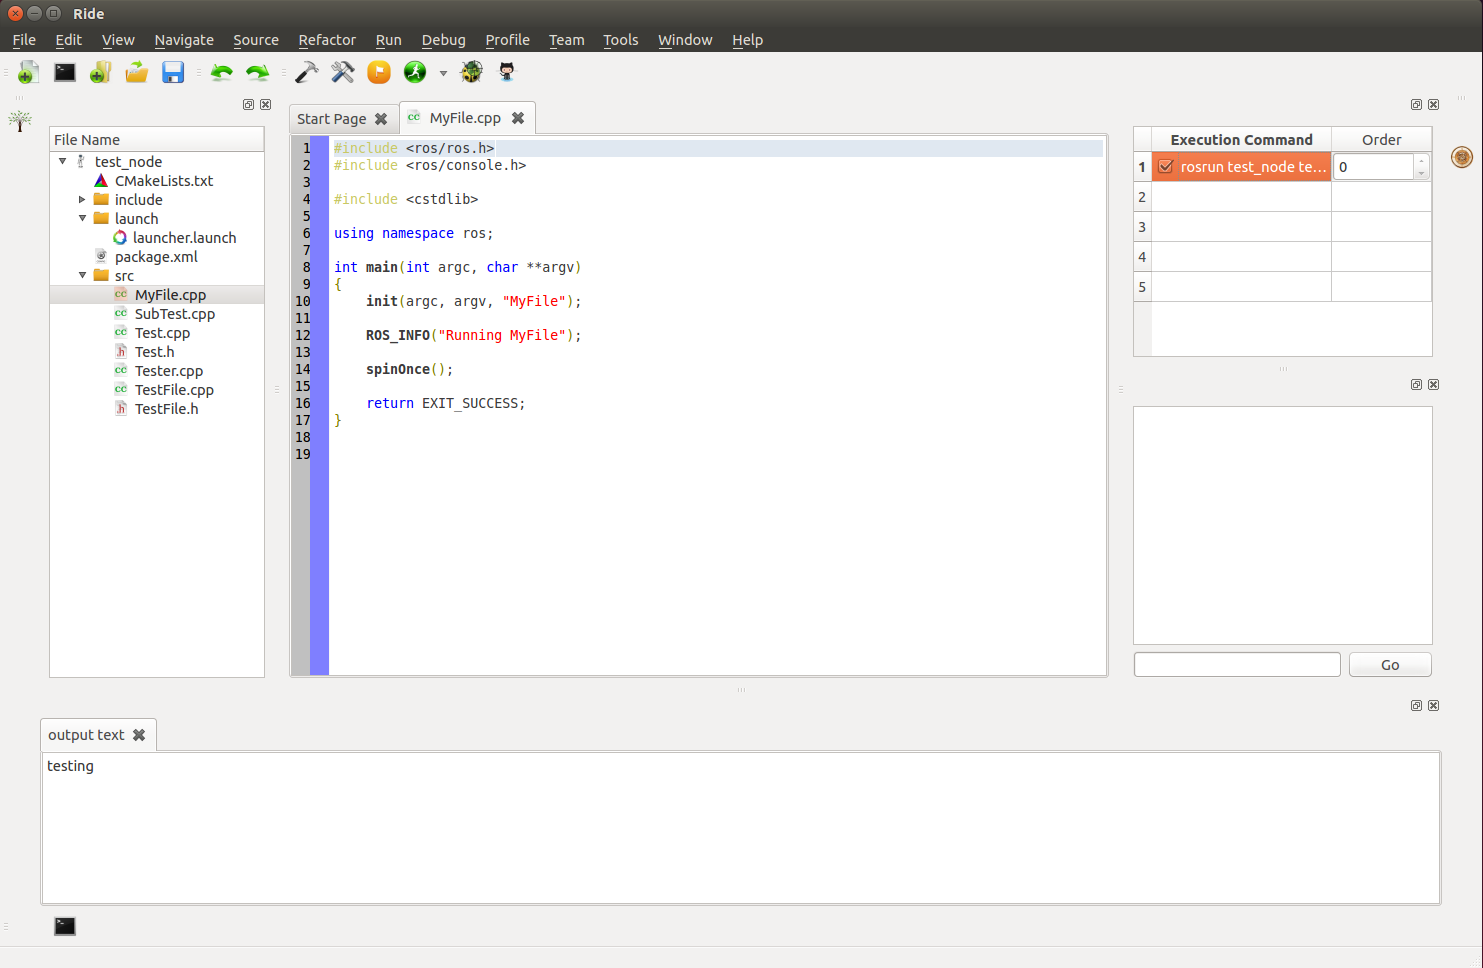 Ride
File Edit View Navigate Source Refactor Run Debug Profile Team Tools Window Help
File Name
test_node
CMakeLists.txt
include
launch
launcher.launch
package.xml
src
MyFile.cpp
SubTest.cpp
Test.cpp
Test.h
Tester.cpp
TestFile.cpp
TestFile.h
Start Page MyFile.cpp
1 #include <ros/ros.h>
2 #include <ros/console.h>
3
4 #include <cstdlib>
5
6 using namespace ros;
7
8 int main(int argc, char **argv)
9 {
10 init(argc, argv, "MyFile");
11
12 ROS_INFO("Running MyFile");
13
14 spinOnce();
15
16 return EXIT_SUCCESS;
17 }
18
19
Execution Command Order
1 rosrun test_node te... 0
2
3
4
5
Go
output text
testing